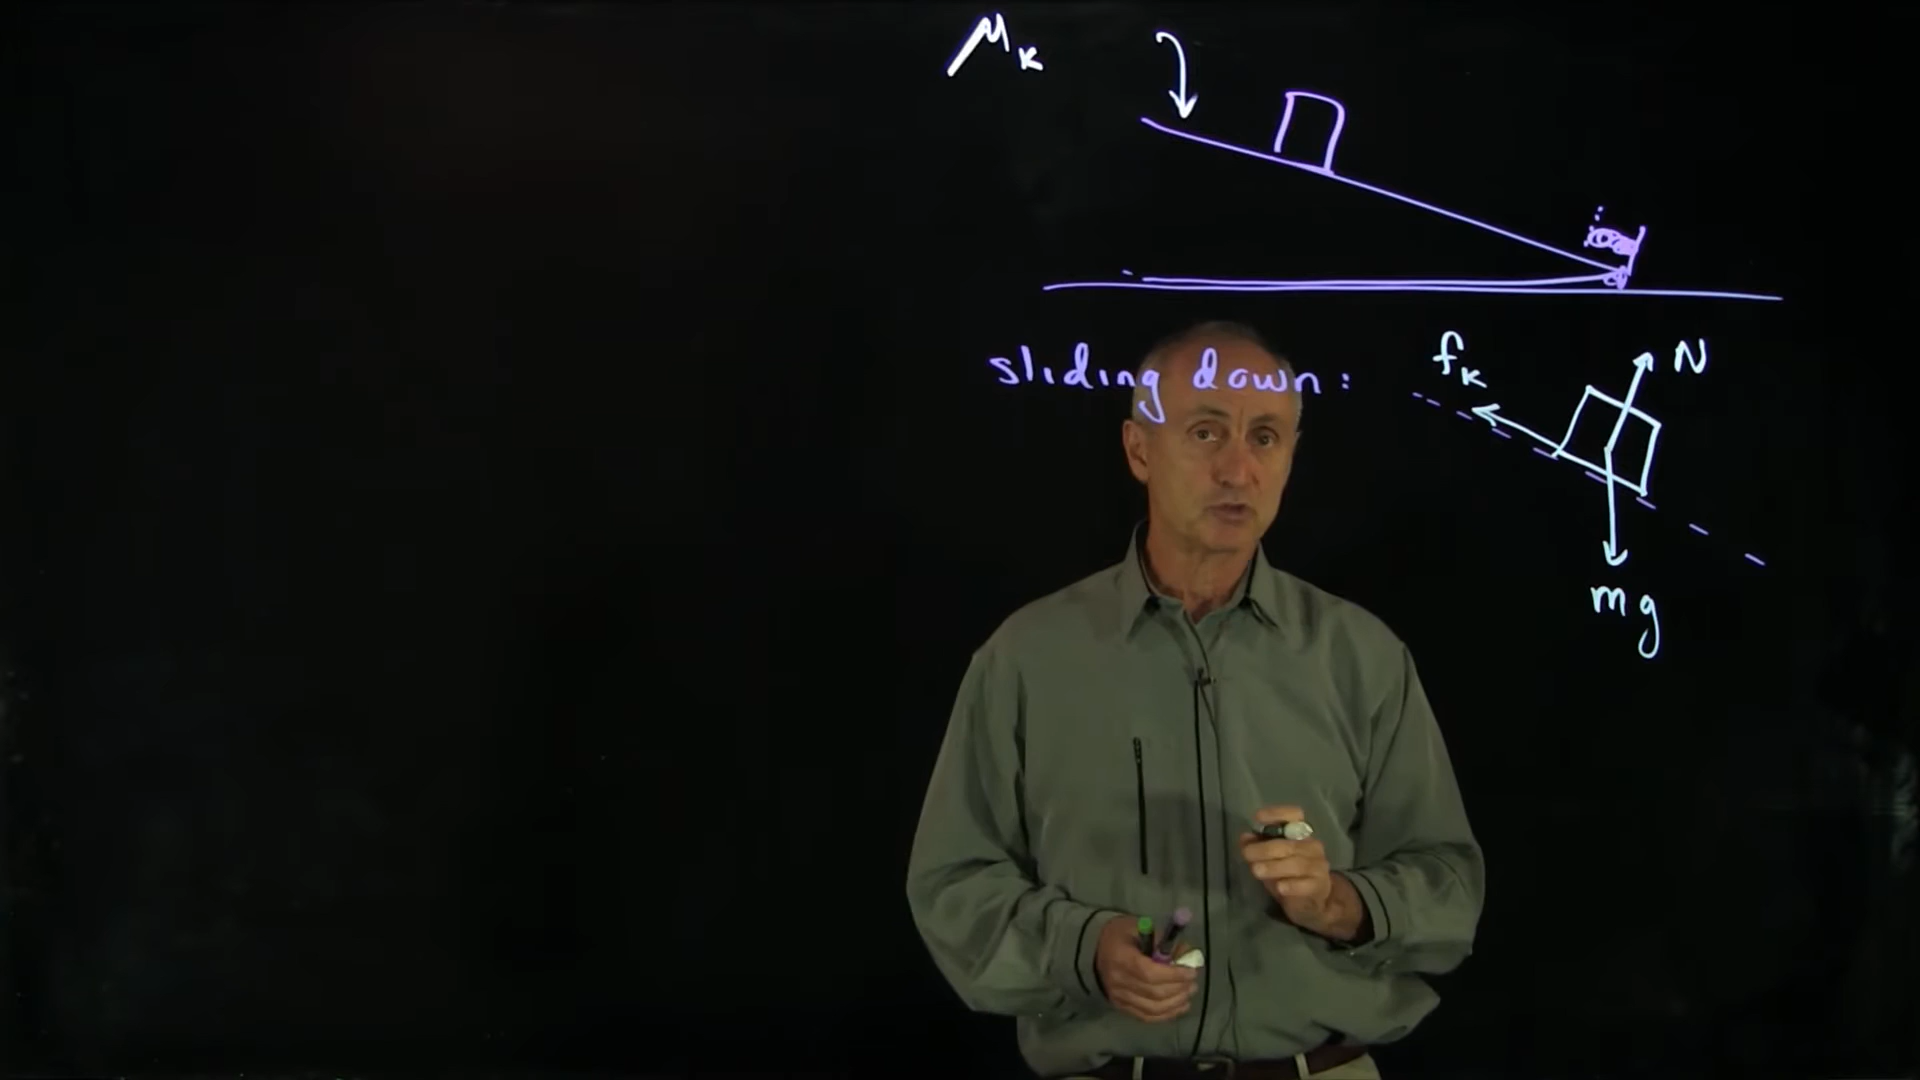 μₖ
sliding down:
fₖ
N
mg